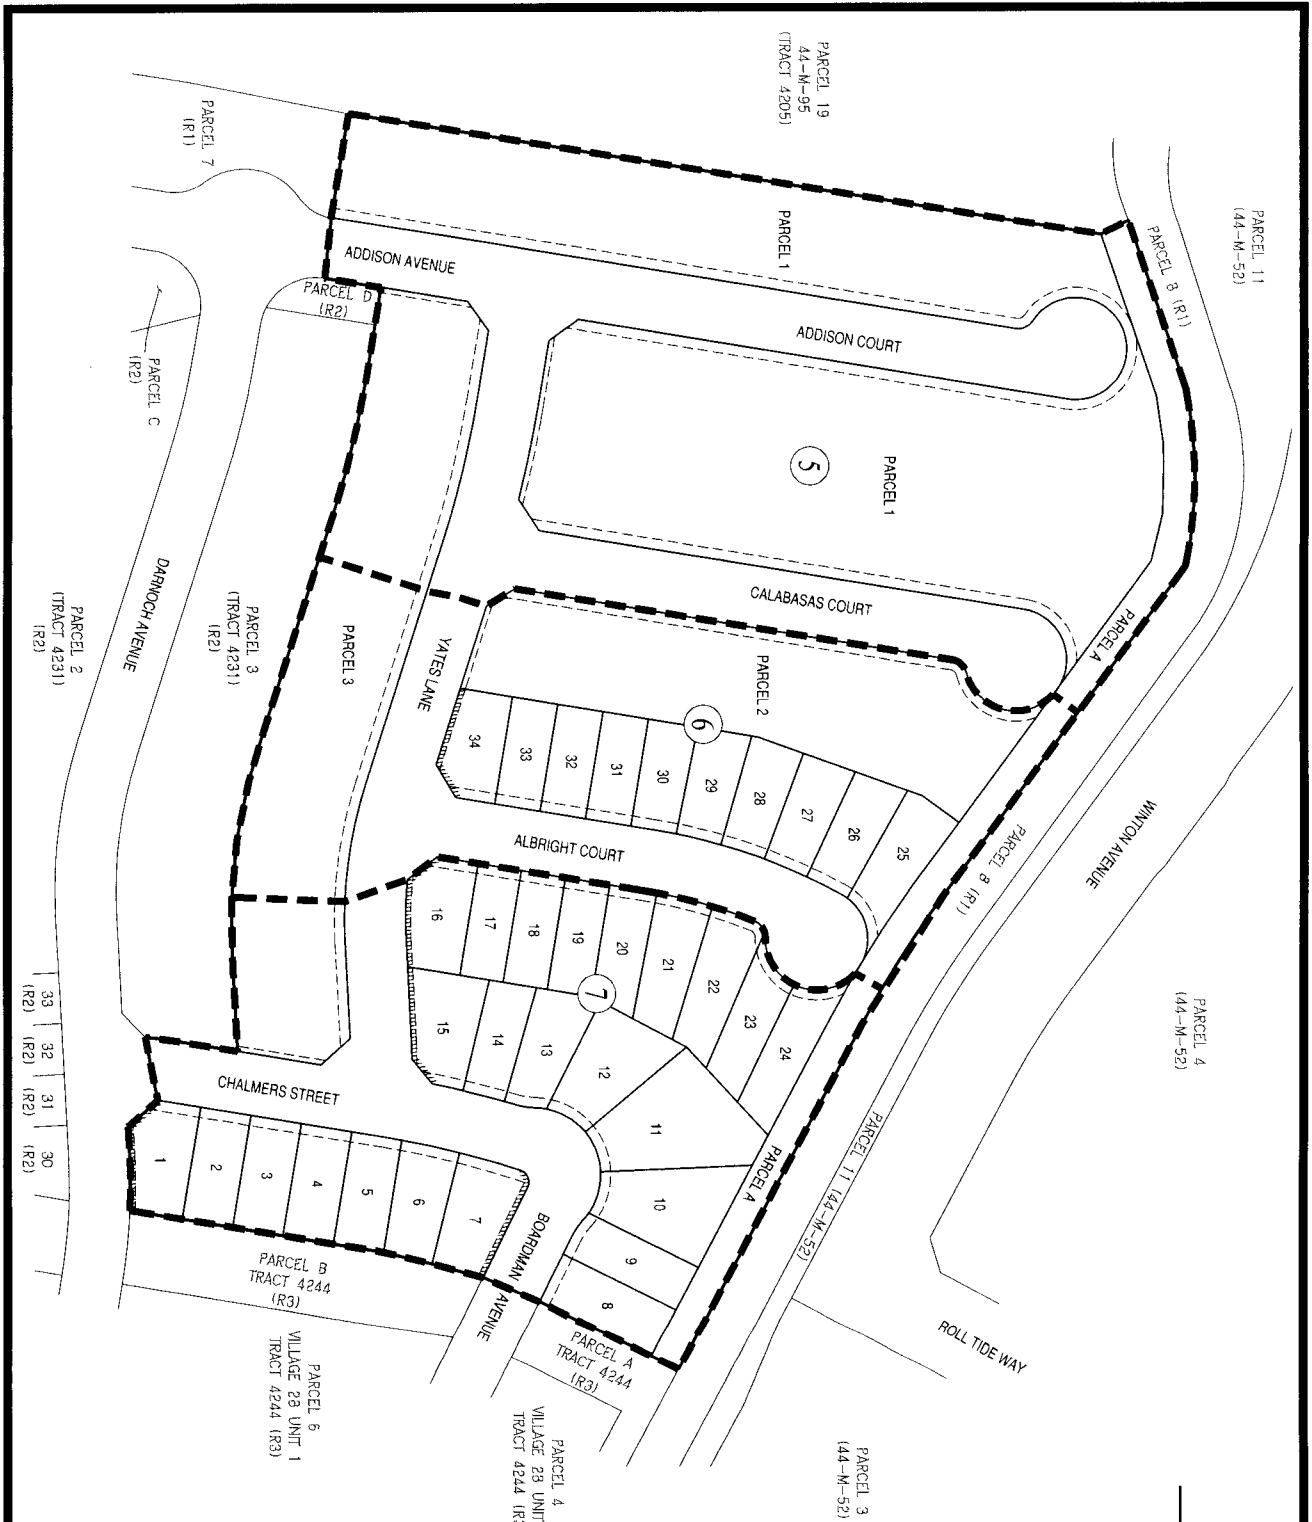 PARCEL 19
44-M-95
(TRACT 4205)
PARCEL 11
(44-M-52)
PARCEL 7
(R1)
PARCEL 8 (R1)
PARCEL 1
ADDISON AVENUE
PARCEL D
(R2)
ADDISON COURT
PARCEL C
(R2)
5
PARCEL 1
CALABASAS COURT
PARCEL A
DARNOCH AVENUE
PARCEL 2
(TRACT 4231)
(R2)
PARCEL 3
(TRACT 4231)
(R2)
PARCEL 3
YATES LANE
PARCEL 2
6
34
33
32
31
30
29
28
27
26
25
PARCEL 8 (R1)
WINTON AVENUE
ALBRIGHT COURT
16
17
18
19
20
21
22
23
24
7
15
14
13
12
11
10
9
8
PARCEL A
PARCEL 11 (44-M-52)
PARCEL 4
(44-M-52)
33
(R2)
32
(R2)
31
(R2)
30
(R2)
CHALMERS STREET
1
2
3
4
5
6
7
BOARDMAN AVENUE
PARCEL B
TRACT 4244
(R3)
PARCEL A
TRACT 4244
(R3)
ROLL TIDE WAY
PARCEL 6
VILLAGE 2B UNIT 1
TRACT 4244 (R3)
PARCEL 4
VILLAGE 2B UNIT
TRACT 4244
PARCEL 3
(44-M-52)